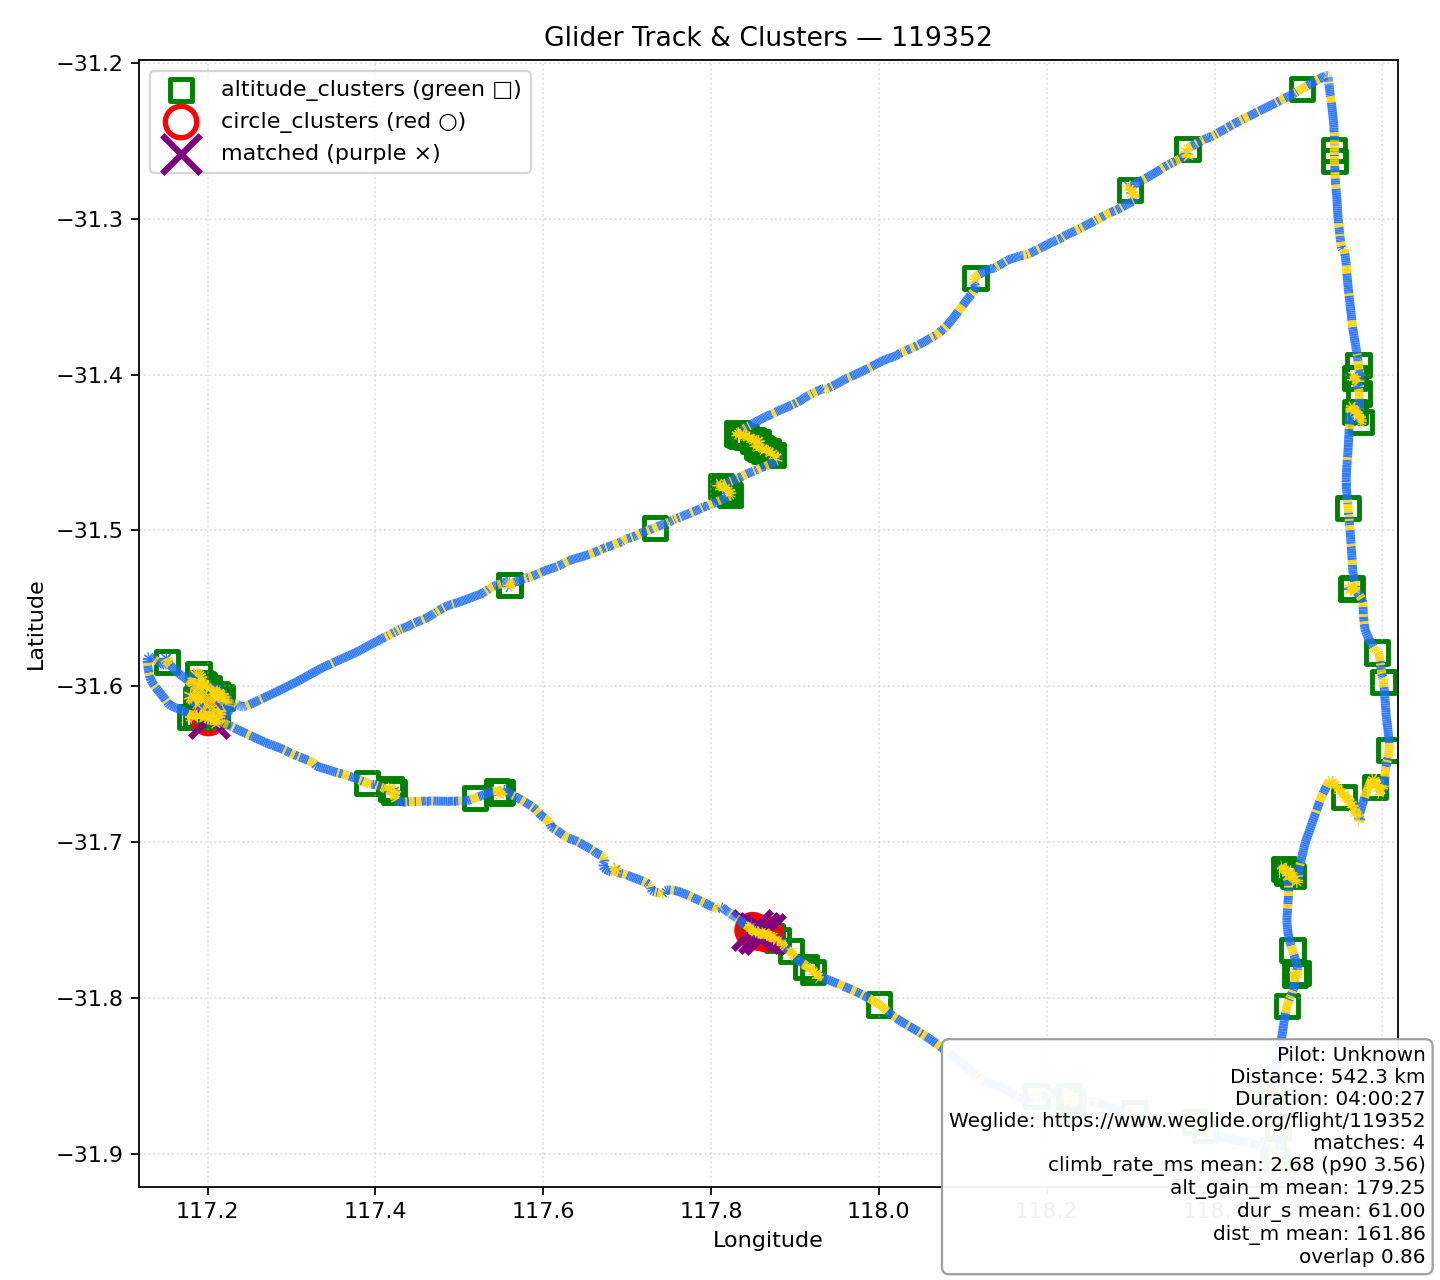 Glider Track & Clusters — 119352
altitude_clusters (green □)
circle_clusters (red ○)
matched (purple ×)
−31.2
−31.3
−31.4
−31.5
−31.6
−31.7
−31.8
−31.9
Latitude
117.2
117.4
117.6
117.8
118.0
118.2
118.4
Longitude
Pilot: Unknown
Distance: 542.3 km
Duration: 04:00:27
Weglide: https://www.weglide.org/flight/119352
matches: 4
climb_rate_ms mean: 2.68 (p90 3.56)
alt_gain_m mean: 179.25
dur_s mean: 61.00
dist_m mean: 161.86
overlap 0.86